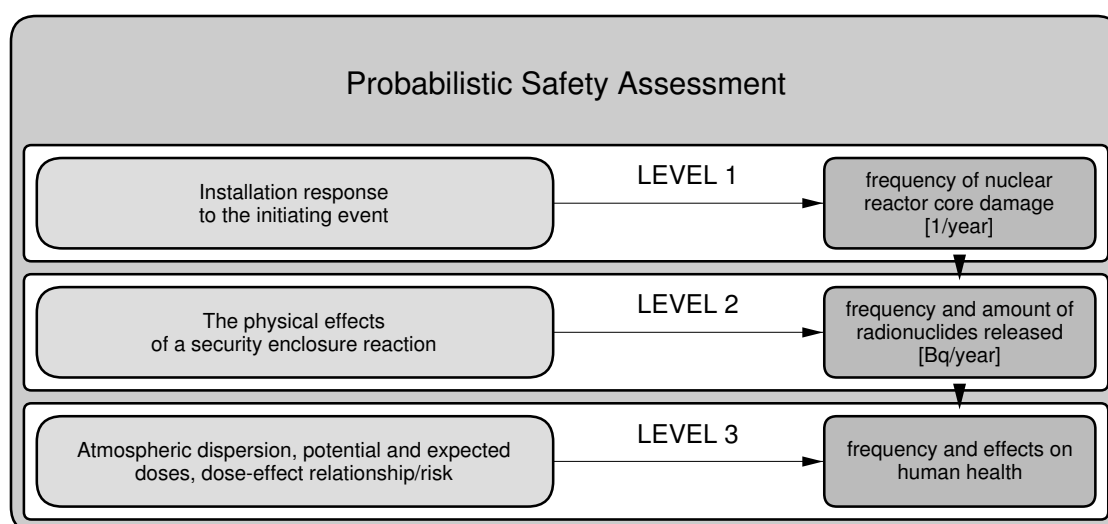 Probabilistic Safety Assessment
Installation response
to the initiating event
LEVEL 1
frequency of nuclear
reactor core damage
[1/year]
The physical effects
of a security enclosure reaction
LEVEL 2
frequency and amount of
radionuclides released
[Bq/year]
Atmospheric dispersion, potential and expected
doses, dose-effect relationship/risk
LEVEL 3
frequency and effects on
human health